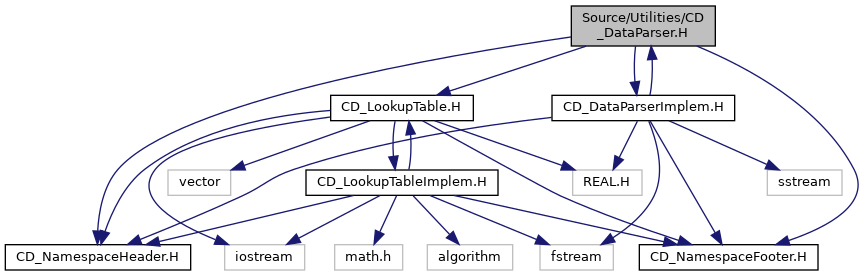 Source/Utilities/CD
_DataParser.H
CD_LookupTable.H
CD_DataParserImplem.H
vector
CD_LookupTableImplem.H
REAL.H
sstream
CD_NamespaceHeader.H
iostream
math.h
algorithm
fstream
CD_NamespaceFooter.H